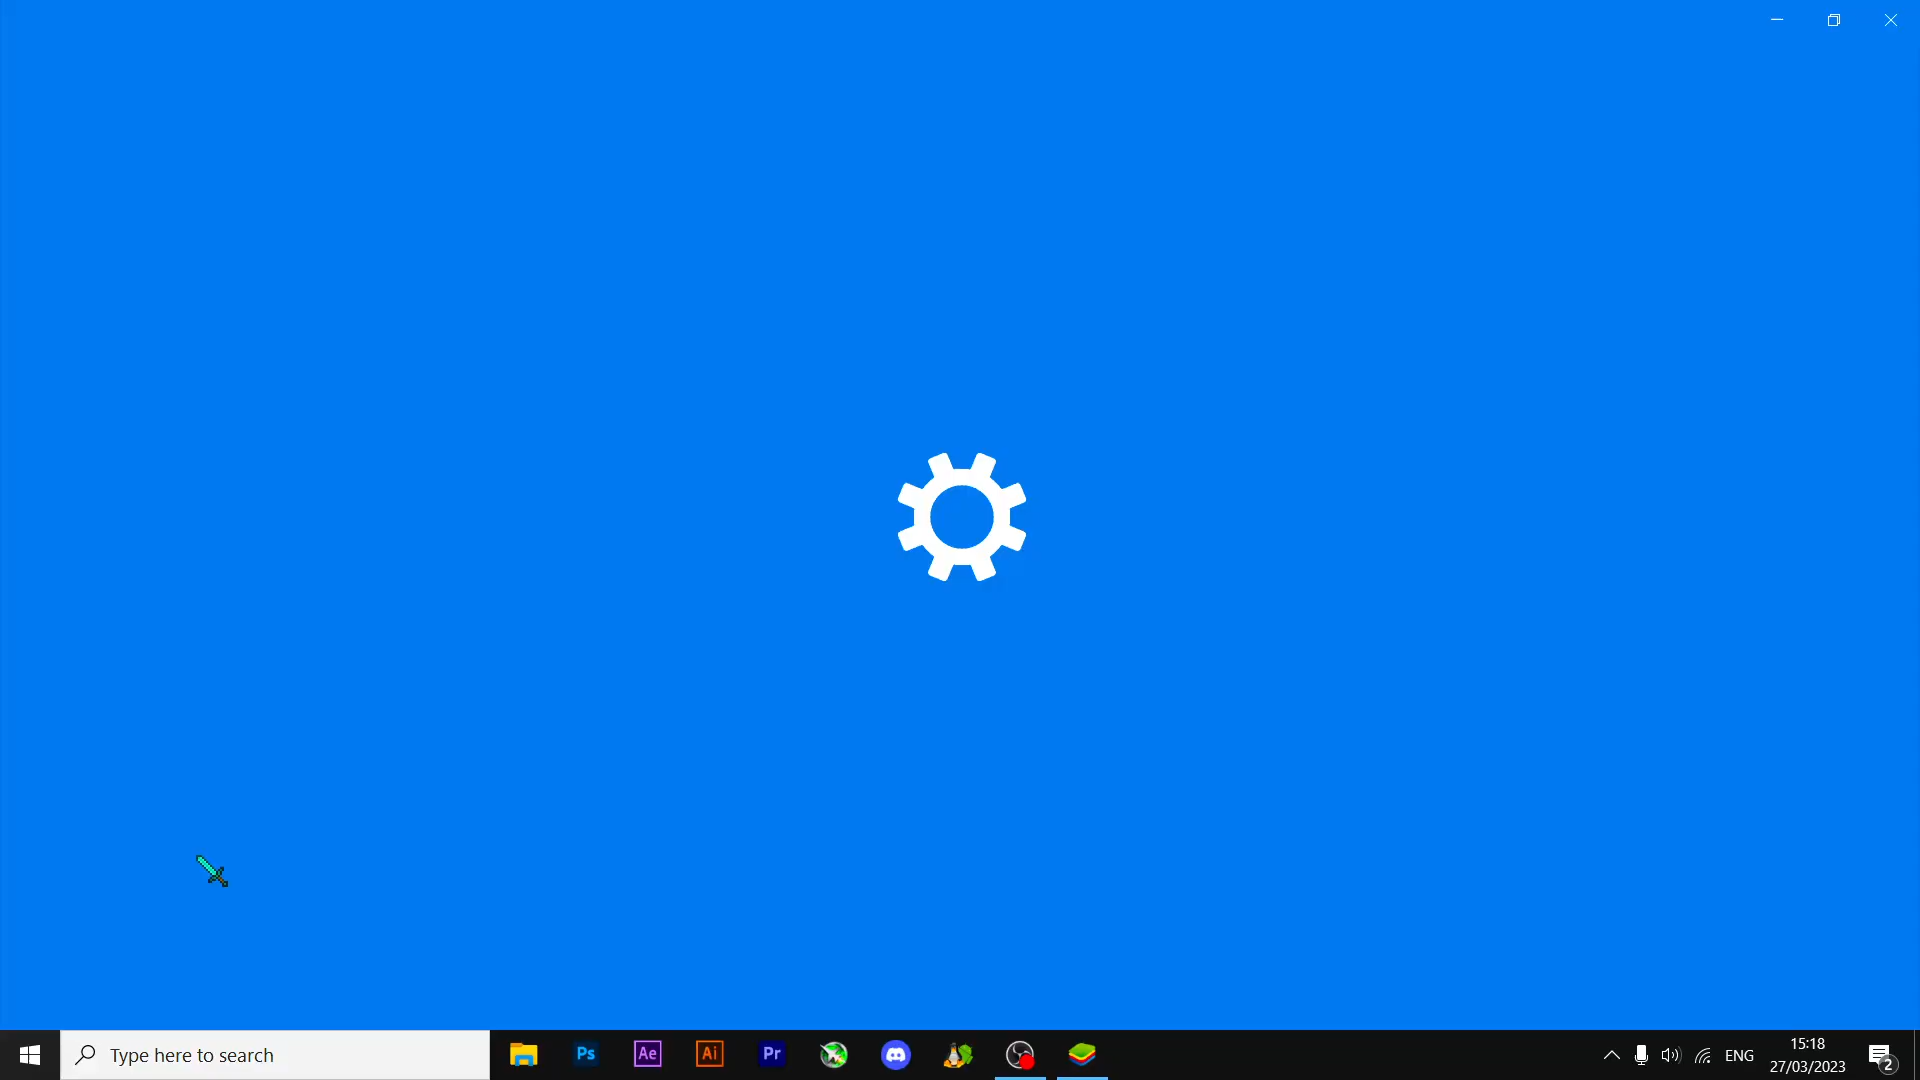 Type here to search
Ps
Ae
Ai
Pr
ENG
15:18
27/03/2023
2